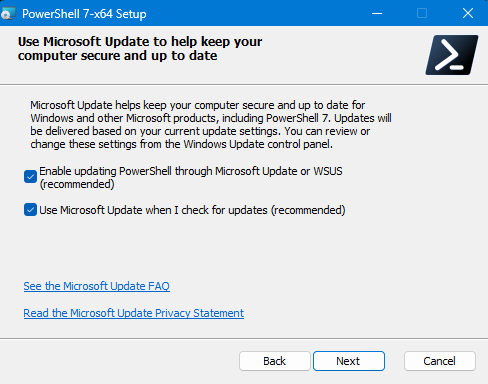 PowerShell 7-x64 Setup
Use Microsoft Update to help keep your
computer secure and up to date
Microsoft Update helps keep your computer secure and up to date for
Windows and other Microsoft products, including PowerShell 7. Updates will
be delivered based on your current update settings. You can review or
change these settings from the Windows Update control panel.
Enable updating PowerShell through Microsoft Update or WSUS
(recommended)
Use Microsoft Update when I check for updates (recommended)
See the Microsoft Update FAQ
Read the Microsoft Update Privacy Statement
Back Next Cancel